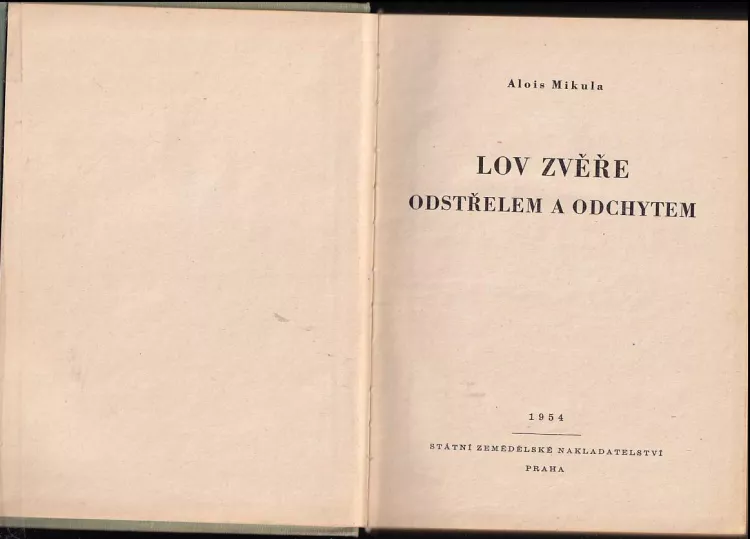 Alois Mikula
LOV ZVĚŘE
ODSTŘELEM A ODCHYTEM
1954
STÁTNÍ ZEMĚDĚLSKÉ NAKLADATELSTVÍ
PRAHA